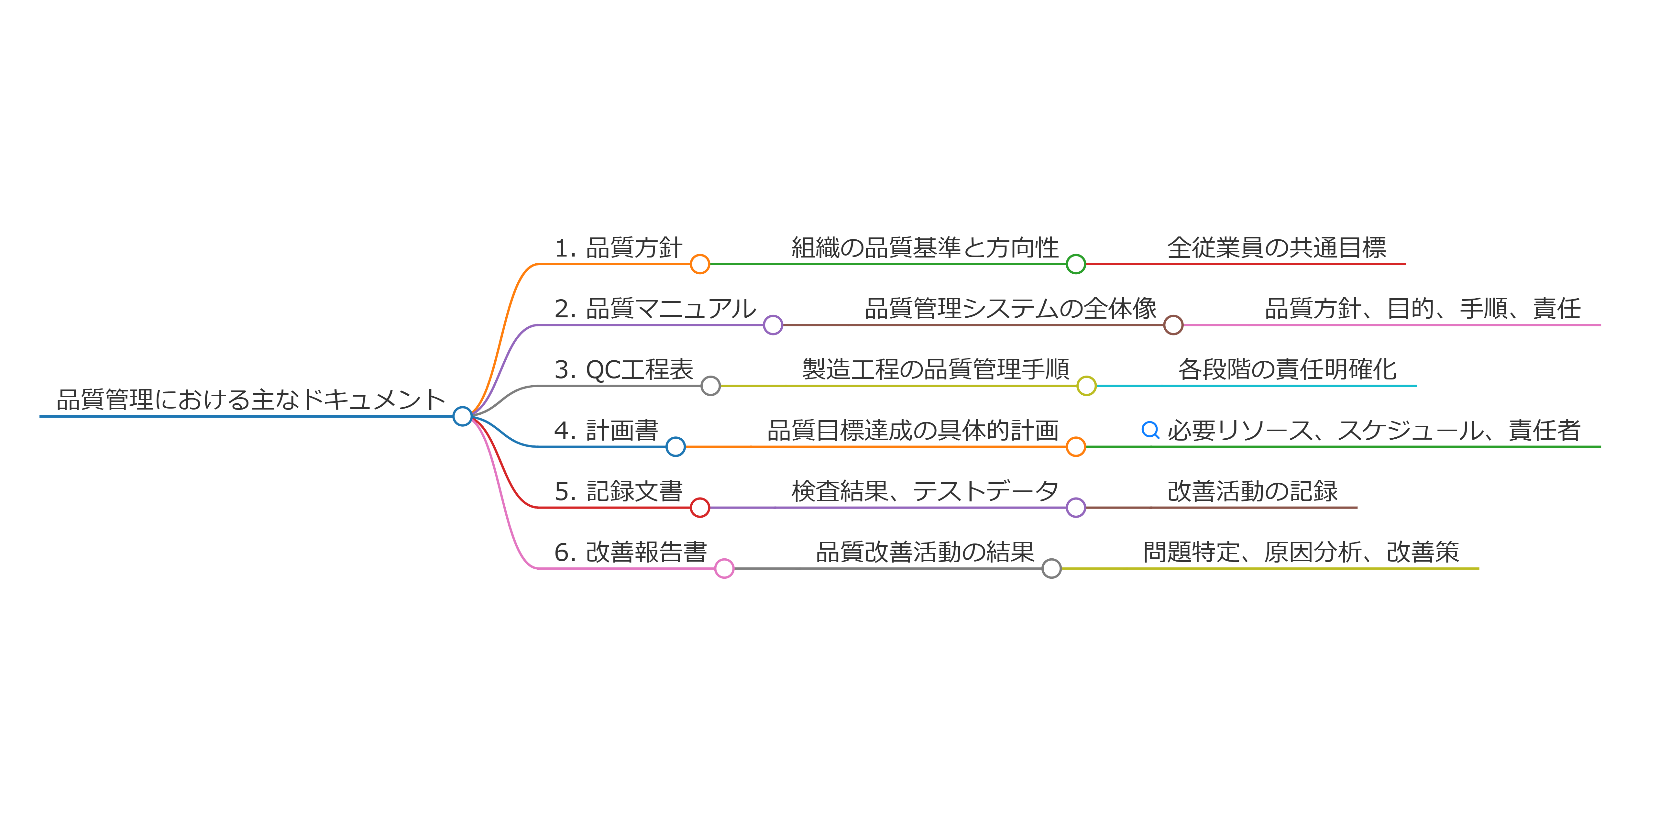 品質管理における主なドキュメント
1. 品質方針 組織の品質基準と方向性 全従業員の共通目標
2. 品質マニュアル 品質管理システムの全体像 品質方針、目的、手順、責任
3. QC工程表 製造工程の品質管理手順 各段階の責任明確化
4. 計画書 品質目標達成の具体的計画 必要リソース、スケジュール、責任者
5. 記録文書 検査結果、テストデータ 改善活動の記録
6. 改善報告書 品質改善活動の結果 問題特定、原因分析、改善策